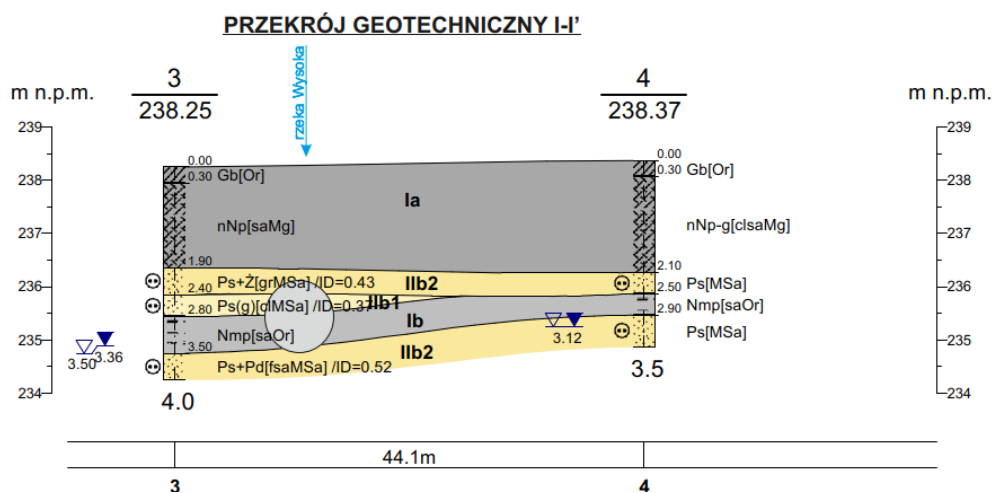 PRZEKRÓJ GEOTECHNICZNY I-I’
rzeka Wysoka
m n.p.m.
3
238.25
4
238.37
m n.p.m.
239
238
237
236
235
234
0.00
0.30
Gb[Or]
nNp[saMg]
1.90
Ps+Ż[grMSa] /ID=0.43
2.40
Ps(g)[clMSa] /ID=0.37
2.80
Nmp[saOr]
3.50
Ps+Pd[fsaMSa] /ID=0.52
4.0
3.50
3.36
Ia
IIb2
IIb1
Ib
IIb2
3.12
0.00
0.30
Gb[Or]
nNp-g[clsaMg]
2.10
Ps[MSa]
2.50
Nmp[saOr]
2.90
Ps[MSa]
3.5
239
238
237
236
235
234
44.1m
3
4